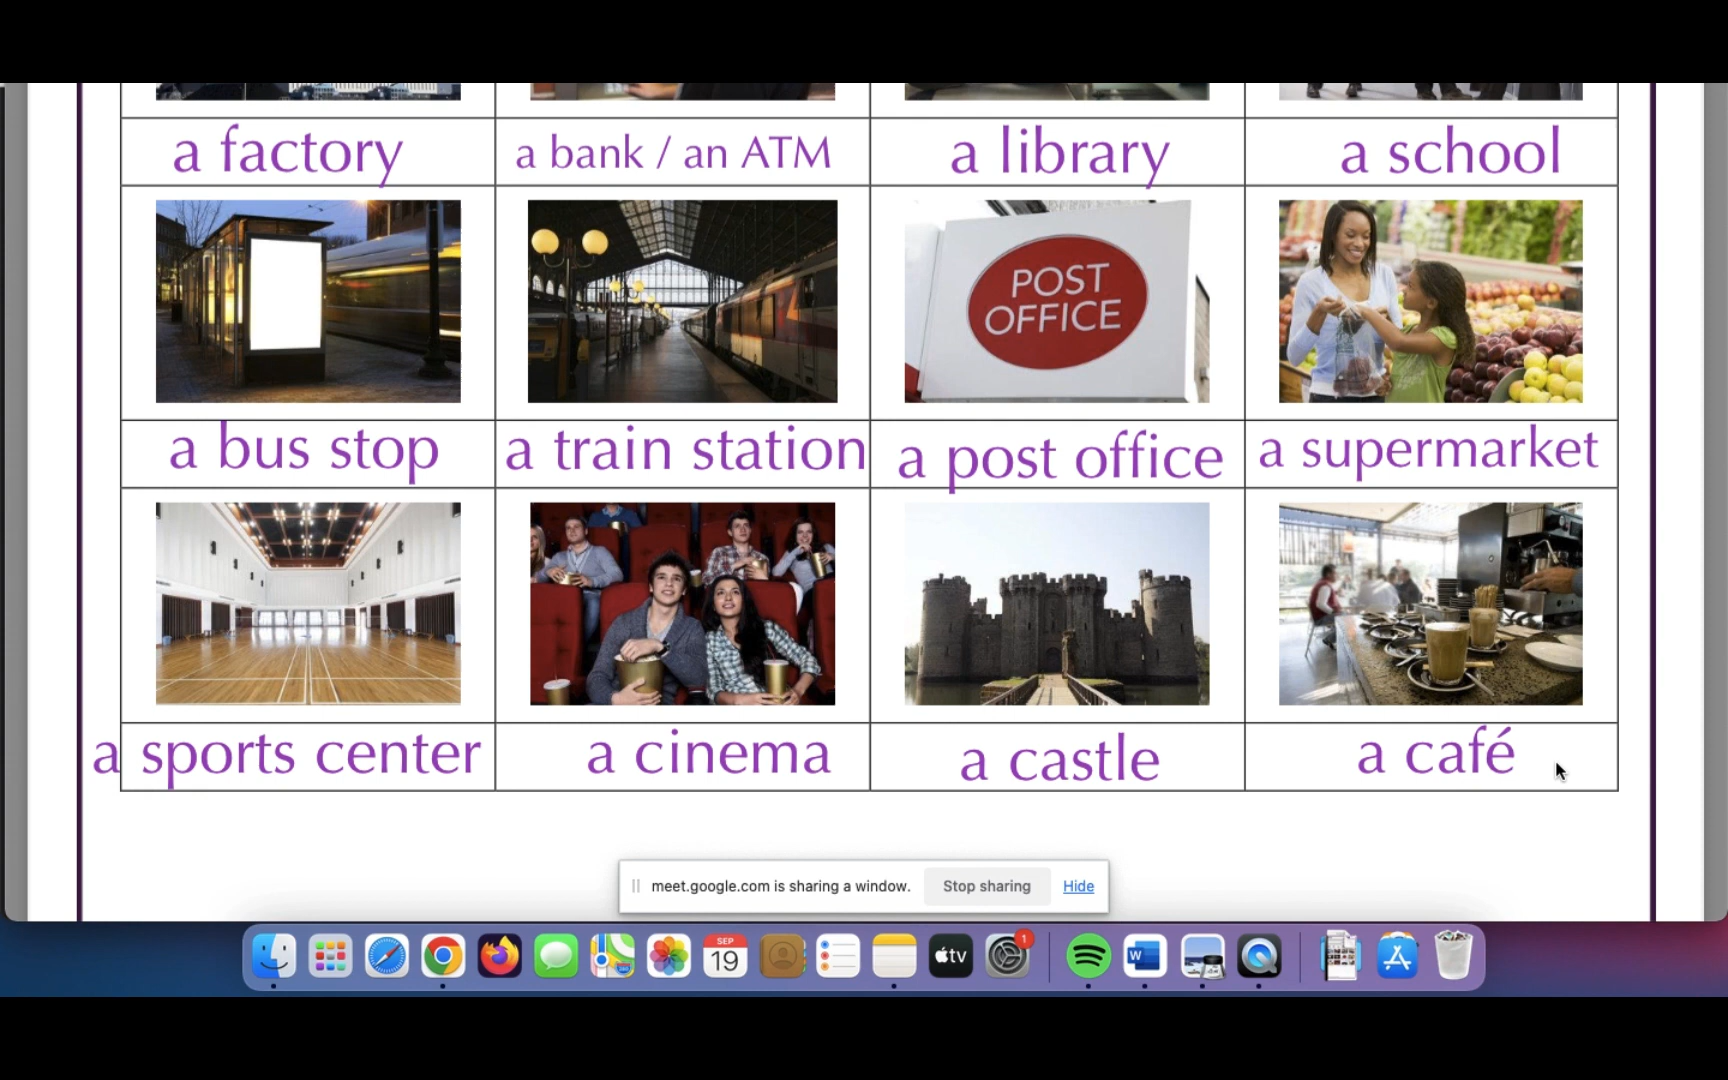 a factory
a bank / an ATM
a library
a school
POST
OFFICE
a bus stop
a train station
a post office
a supermarket
a sports center
a cinema
a castle
a café
meet.google.com is sharing a window.
Stop sharing
Hide
SEP
19
tv
1
W